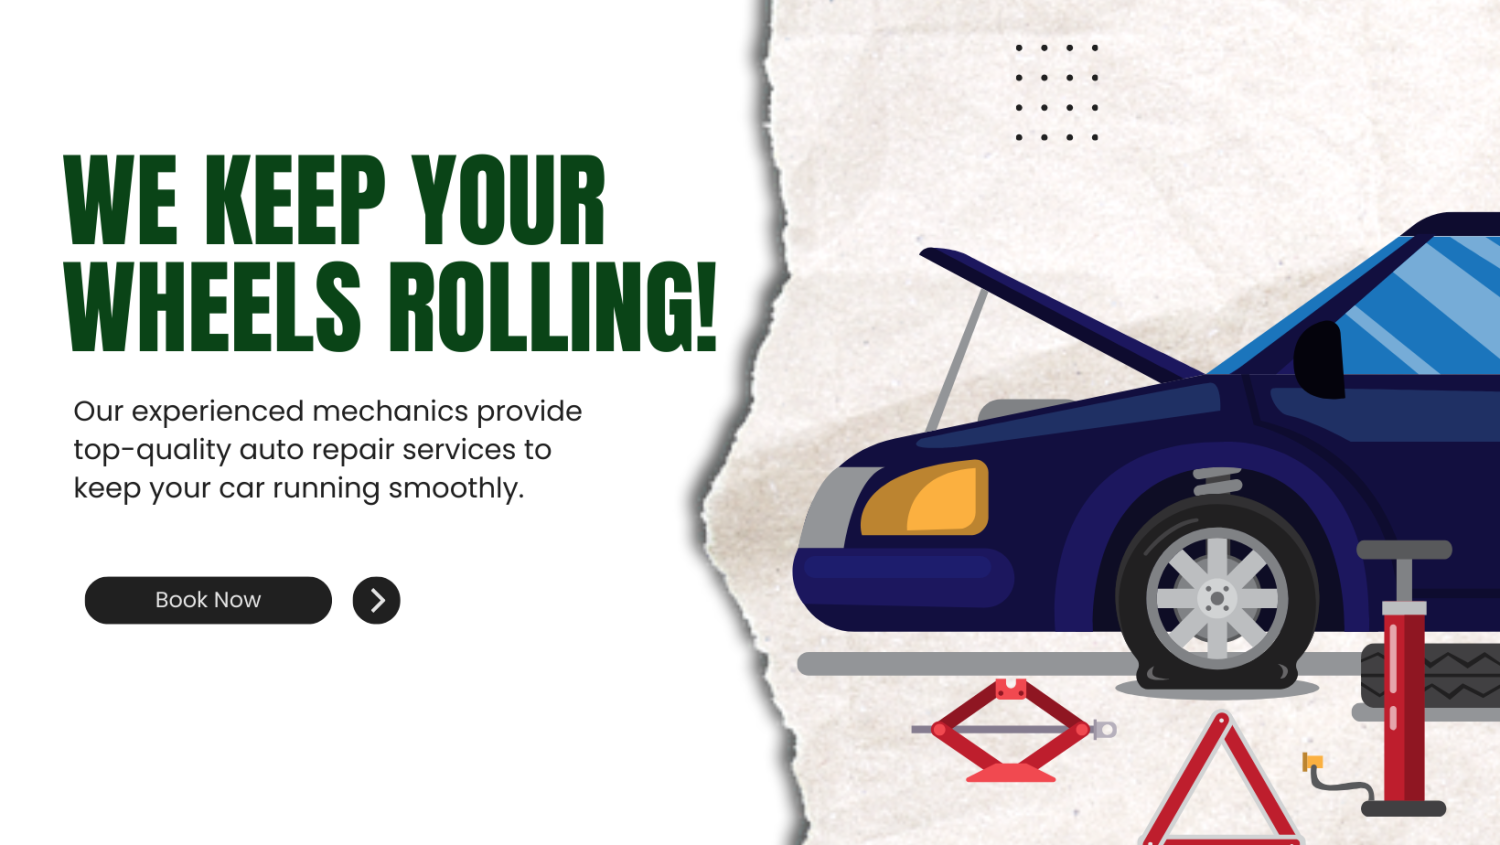 WE KEEP YOUR
WHEELS ROLLING!
Our experienced mechanics provide
top-quality auto repair services to
keep your car running smoothly.
Book Now